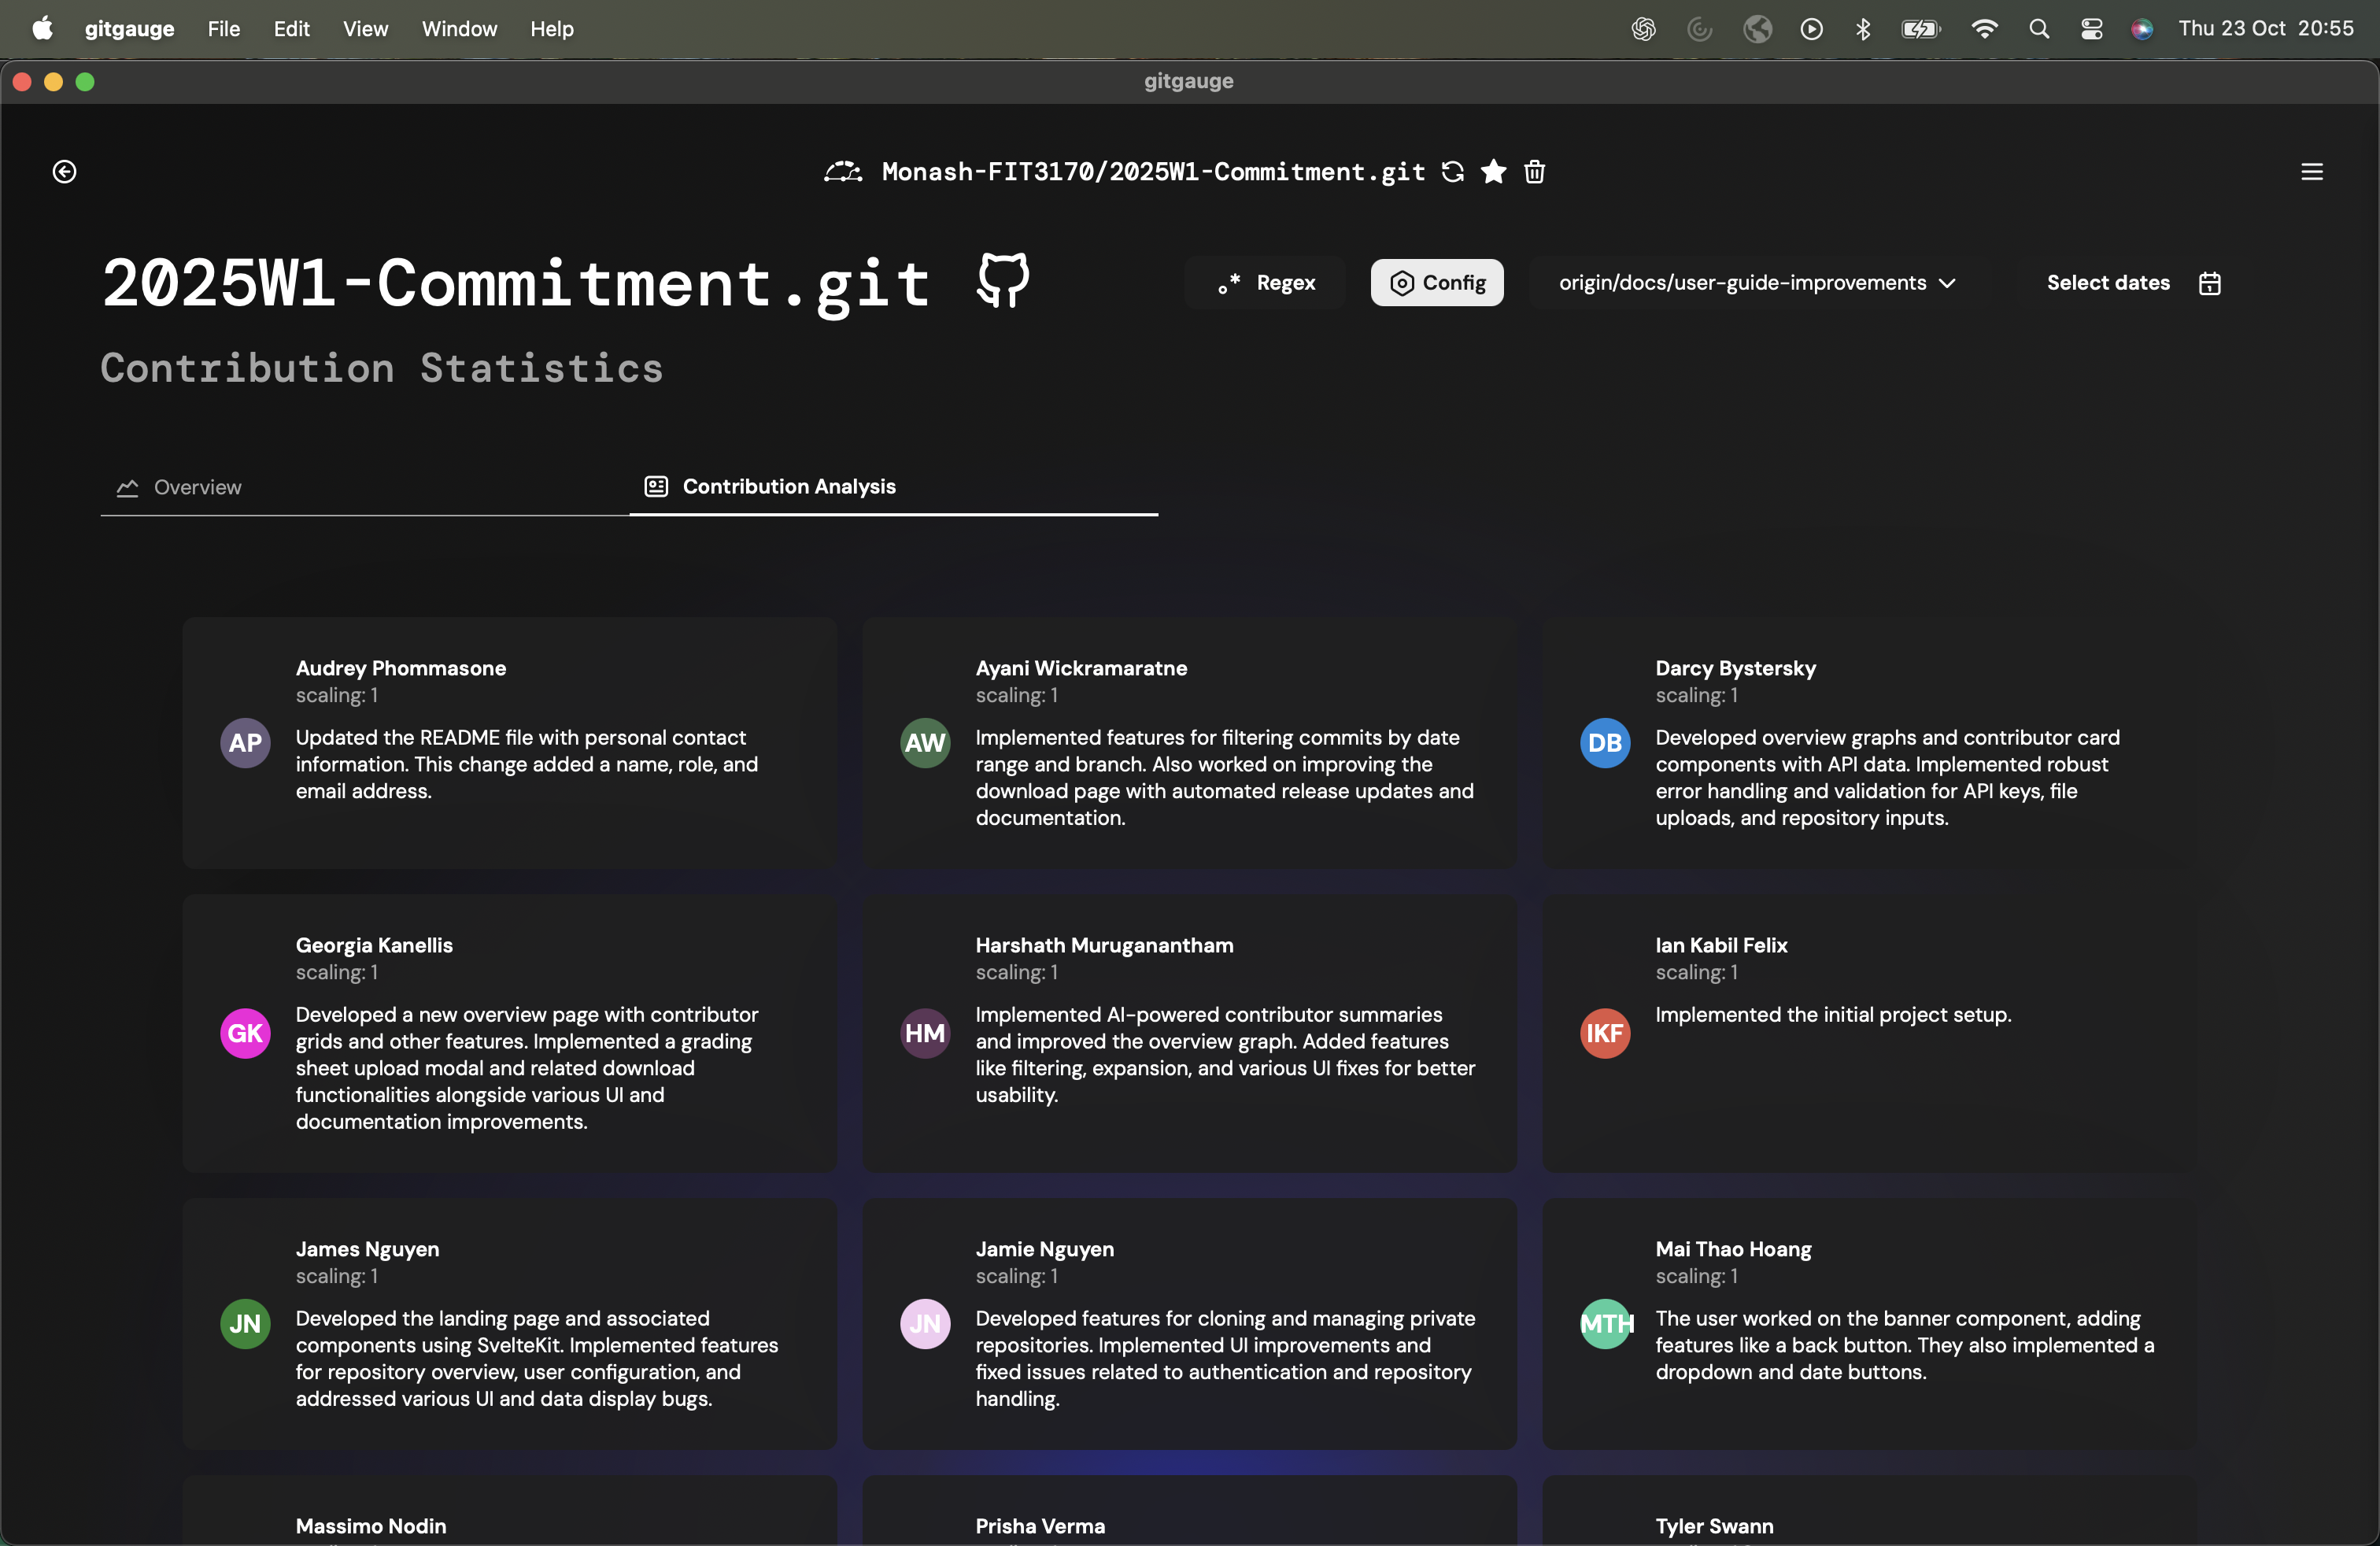 gitgauge File Edit View Window Help Thu 23 Oct 20:55
gitgauge
Monash-FIT3170/2025W1-Commitment.git
2025W1-Commitment.git
.* Regex
Config
origin/docs/user-guide-improvements
Select dates
Contribution Statistics
Overview
Contribution Analysis
Audrey Phommasone
scaling: 1
AP
Updated the README file with personal contact
information. This change added a name, role, and
email address.
Ayani Wickramaratne
scaling: 1
AW
Implemented features for filtering commits by date
range and branch. Also worked on improving the
download page with automated release updates and
documentation.
Darcy Bystersky
scaling: 1
DB
Developed overview graphs and contributor card
components with API data. Implemented robust
error handling and validation for API keys, file
uploads, and repository inputs.
Georgia Kanellis
scaling: 1
GK
Developed a new overview page with contributor
grids and other features. Implemented a grading
sheet upload modal and related download
functionalities alongside various UI and
documentation improvements.
Harshath Muruganantham
scaling: 1
HM
Implemented AI-powered contributor summaries
and improved the overview graph. Added features
like filtering, expansion, and various UI fixes for better
usability.
Ian Kabil Felix
scaling: 1
IKF
Implemented the initial project setup.
James Nguyen
scaling: 1
JN
Developed the landing page and associated
components using SvelteKit. Implemented features
for repository overview, user configuration, and
addressed various UI and data display bugs.
Jamie Nguyen
scaling: 1
JN
Developed features for cloning and managing private
repositories. Implemented UI improvements and
fixed issues related to authentication and repository
handling.
Mai Thao Hoang
scaling: 1
MTH
The user worked on the banner component, adding
features like a back button. They also implemented a
dropdown and date buttons.
Massimo Nodin
Prisha Verma
Tyler Swann